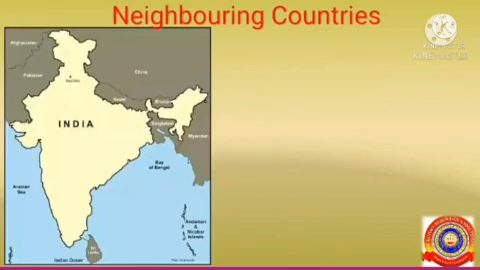 Neighbouring Countries
Afghanistan
Pakistan
China
Nepal
Bhutan
Bangladesh
Myanmar
INDIA
Arabian
Sea
Bay
of Bengal
Andaman
&
Nicobar
Islands
Sri
Lanka
Indian Ocean
KINEMASTER